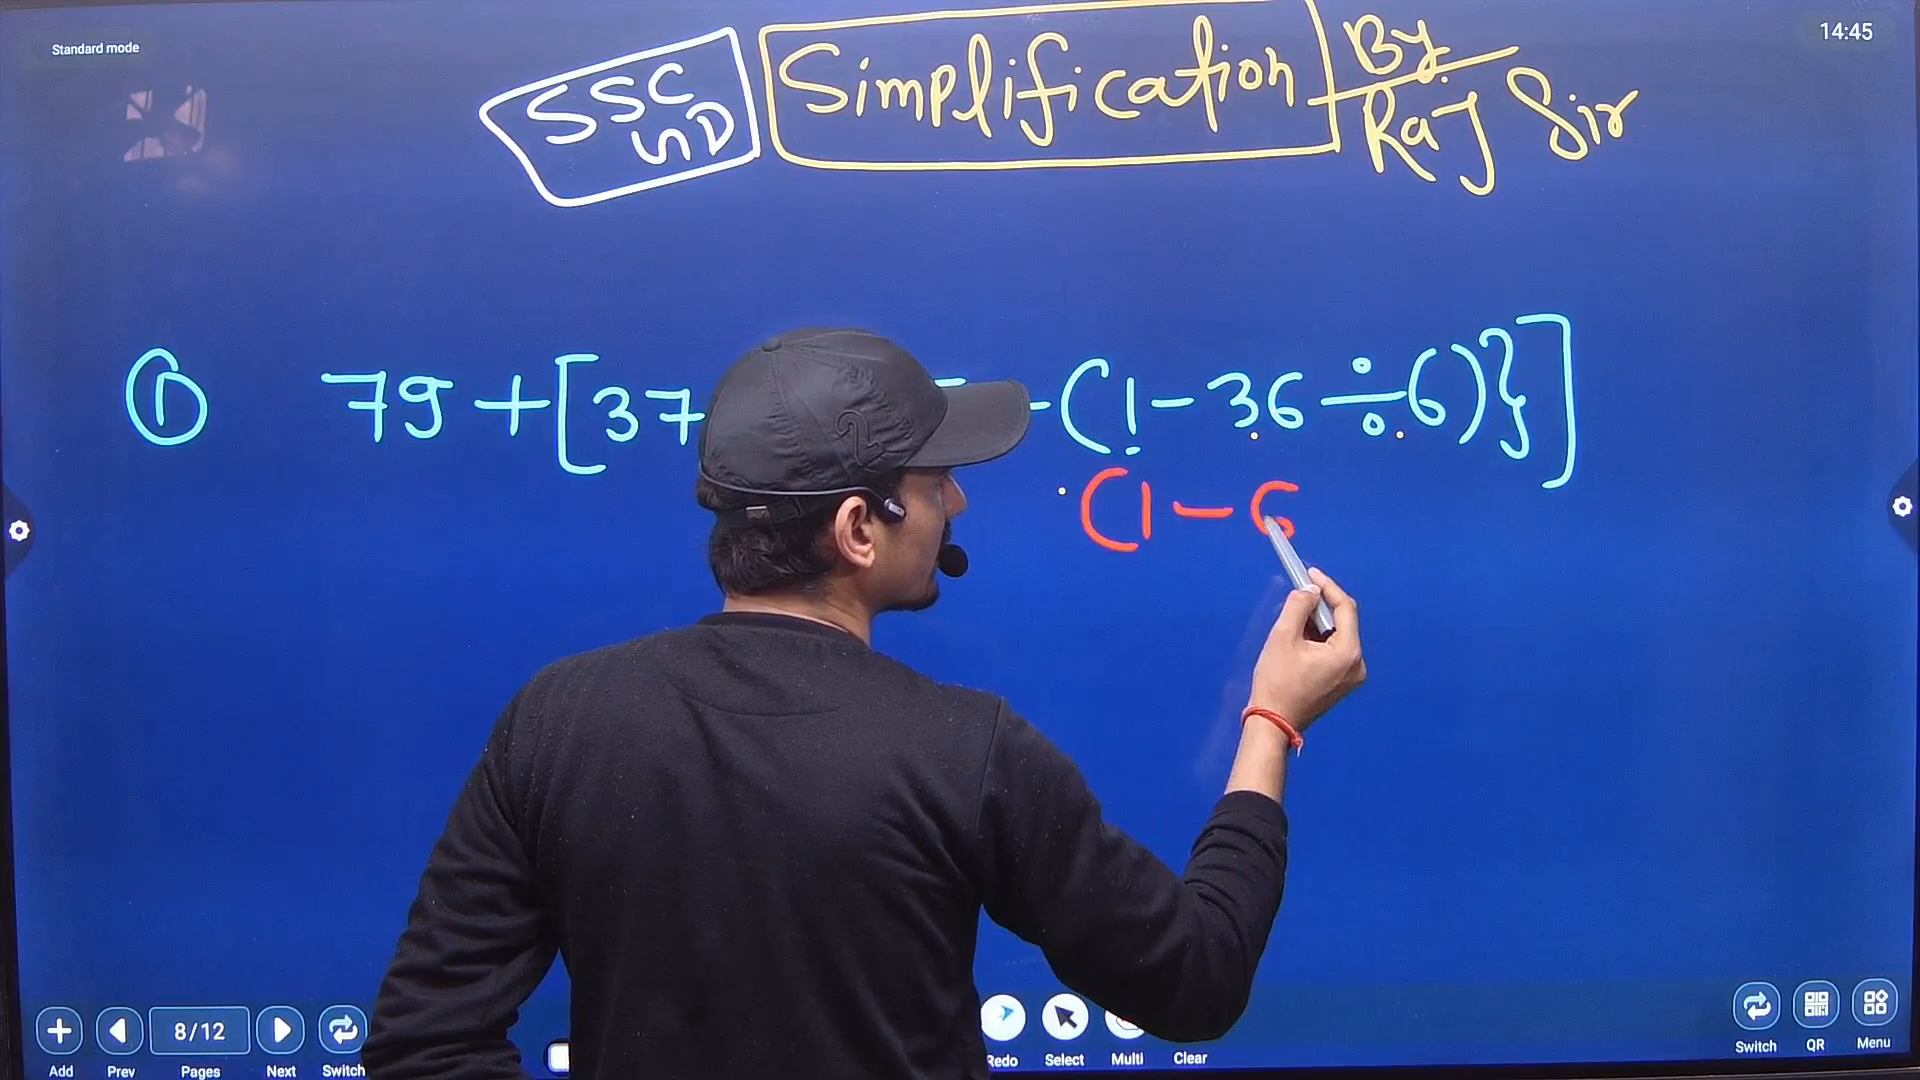 Standard mode
14:45
SSC
GD
Simplification
By
Raj Sir
① 79+[37 -(1-36÷6)}]
(1-6
8/12
Add Prev Pages Next Switch Redo Select Multi Clear Switch QR Menu